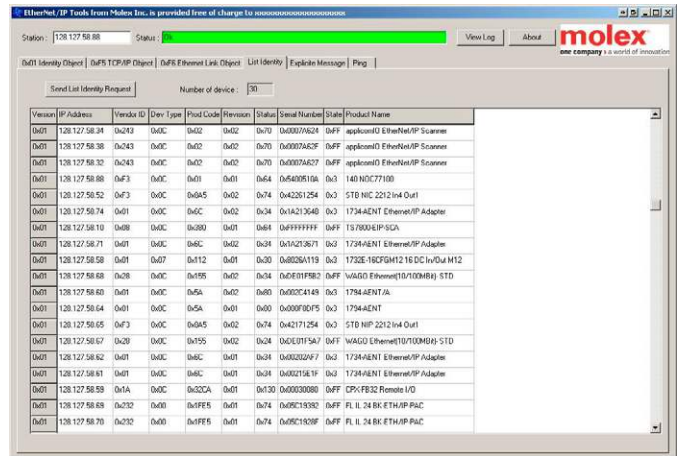 EtherNet/IP Tools from Molex Inc. is provided free of charge to xxxxxxxxxxxxxxxxxxxx
Station : 128.127.58.88 Status : Ok View Log About molex
one company › a world of innovation
0x01 Identity Object 0xF5 TCP/IP Object 0xF6 Ethernet Link Object List Identity Explicite Message Ping
Send List Identity Request Number of device : 30
Version IP Address Vendor ID Dev Type Prod Code Revision Status Serial Number State Product Name
0x01 128.127.58.34 0x243 0x0C 0x02 0x02 0x70 0x0007A624 0xFF applicomIO EtherNet/IP Scanner
0x01 128.127.58.38 0x243 0x0C 0x02 0x02 0x70 0x0007A62F 0xFF applicomIO EtherNet/IP Scanner
0x01 128.127.58.32 0x243 0x0C 0x02 0x02 0x70 0x0007A627 0xFF applicomIO EtherNet/IP Scanner
0x01 128.127.58.88 0xF3 0x0C 0x01 0x01 0x64 0x5400510A 0x3 140 NOC77100
0x01 128.127.58.52 0xF3 0x0C 0x8A5 0x02 0x74 0x42261254 0x3 STB NIC 2212 In4 Out1
0x01 128.127.58.74 0x01 0x0C 0x6C 0x02 0x34 0x1A213648 0x3 1734-AENT Ethernet/IP Adapter
0x01 128.127.58.10 0x08 0x0C 0x380 0x01 0x64 0xFFFFFFFF 0xFF TS7800-EIP-SCA
0x01 128.127.58.71 0x01 0x0C 0x6C 0x02 0x34 0x1A213671 0x3 1734-AENT Ethernet/IP Adapter
0x01 128.127.58.58 0x01 0x07 0x112 0x01 0x30 0x8026A119 0x3 1732E-16CFGM12 16 DC In/Out M12
0x01 128.127.58.68 0x28 0x0C 0x155 0x02 0x34 0xDE01F5B2 0xFF WAGO Ethernet(10/100MBit)- STD
0x01 128.127.58.60 0x01 0x0C 0x5A 0x02 0x80 0x002C4149 0x3 1794-AENT/A
0x01 128.127.58.64 0x01 0x0C 0x5A 0x01 0x00 0x000F0DF5 0x3 1794-AENT
0x01 128.127.58.65 0xF3 0x0C 0x8A5 0x02 0x74 0x42171254 0x3 STB NIP 2212 In4 Out1
0x01 128.127.58.67 0x28 0x0C 0x155 0x02 0x24 0xDE01F5A7 0xFF WAGO Ethernet(10/100MBit)- STD
0x01 128.127.58.62 0x01 0x0C 0x6C 0x01 0x34 0x00202AF7 0x3 1734-AENT Ethernet/IP Adapter
0x01 128.127.58.61 0x01 0x0C 0x6C 0x01 0x34 0x00215E1F 0x3 1734-AENT Ethernet/IP Adapter
0x01 128.127.58.59 0x1A 0x0C 0x32CA 0x01 0x130 0x00030080 0xFF CPX-FB32 Remote I/O
0x01 128.127.58.69 0x232 0x00 0x1FE5 0x01 0x74 0x05C19392 0xFF FL IL 24 BK-ETH/IP-PAC
0x01 128.127.58.70 0x232 0x00 0x1FE5 0x01 0x74 0x05C1928F 0xFF FL IL 24 BK-ETH/IP-PAC